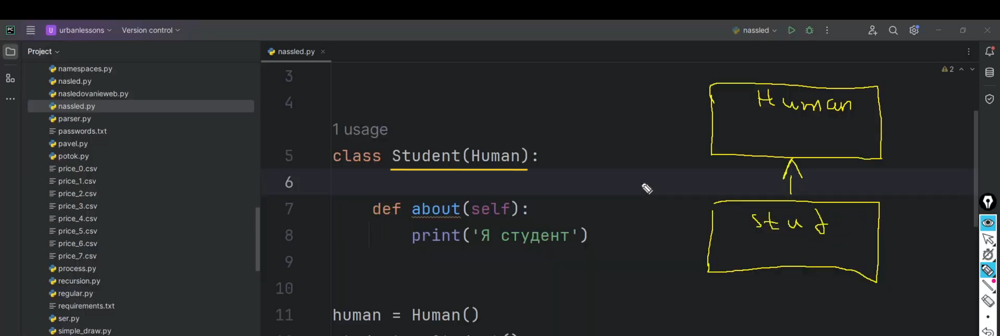 PC
U urbanlessons Version control
nassled
Project
nassled.py
namespaces.py
nasled.py
nasledovanieweb.py
nassled.py
parser.py
passwords.txt
pavel.py
potok.py
price_0.csv
price_1.csv
price_2.csv
price_3.csv
price_4.csv
price_5.csv
price_6.csv
price_7.csv
process.py
recursion.py
regular.py
requirements.txt
ser.py
simple_draw.py
2
3
4
1 usage
5 class Student(Human):
6
7 def about(self):
8 print('Я студент')
9
10
11 human = Human()
Human
stud